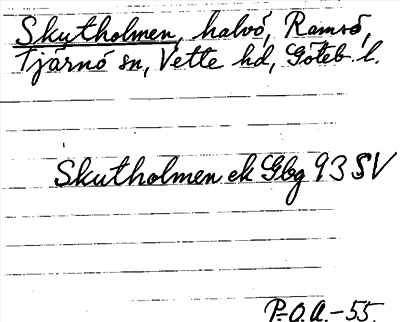 Skutholmen, halvö, Ramsö,
Tjärnö sn, Vette hd, Göteb. l.
Skutholmen ek Gbg 93 SV
P.O.A.-55.